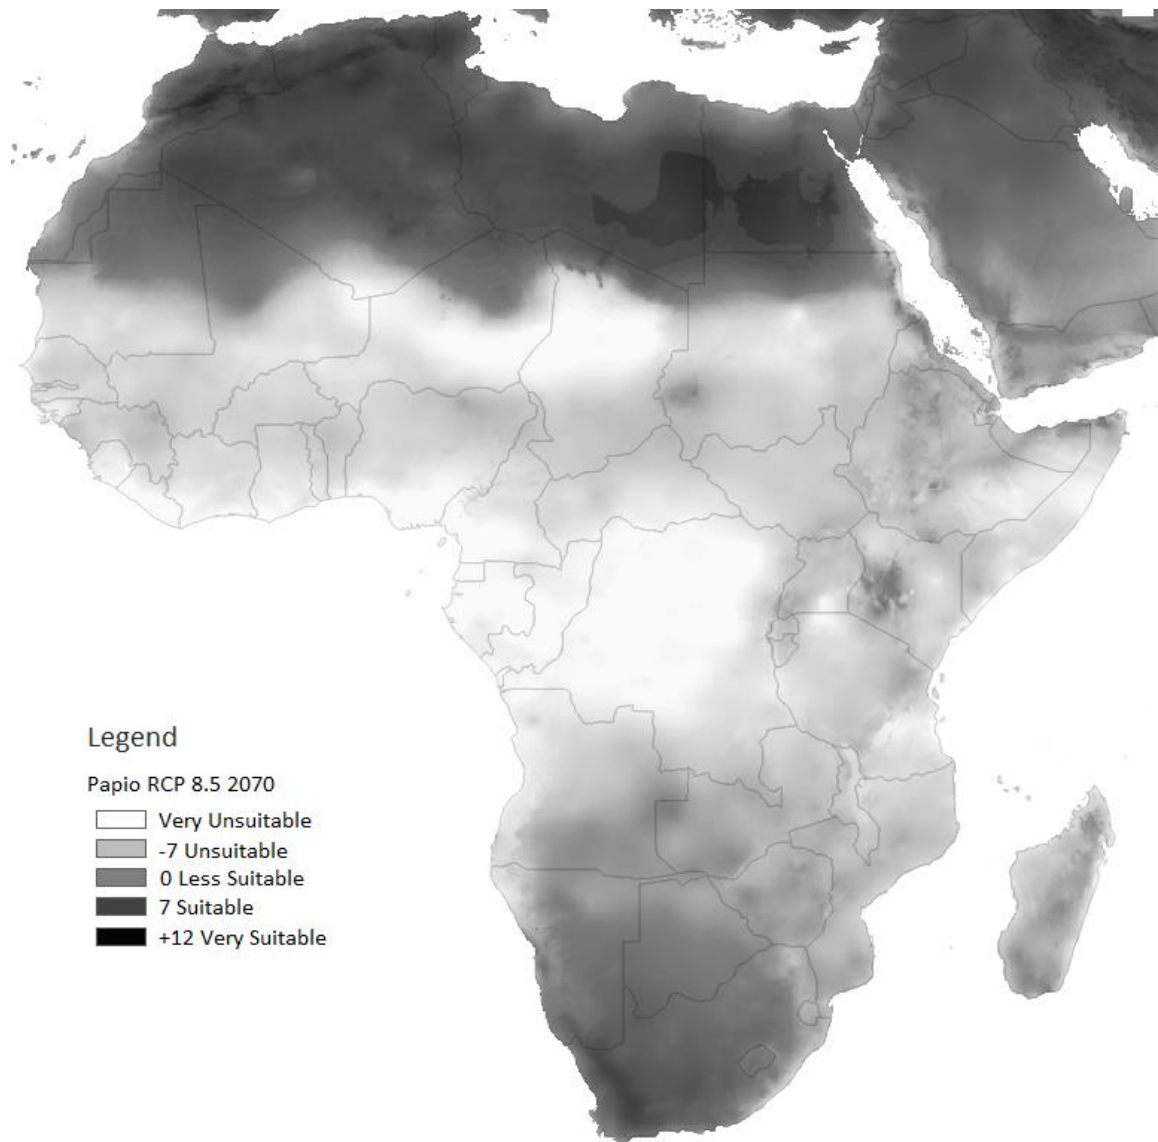 Legend
Papio RCP 8.5 2070
Very Unsuitable
-7 Unsuitable
0 Less Suitable
7 Suitable
+12 Very Suitable